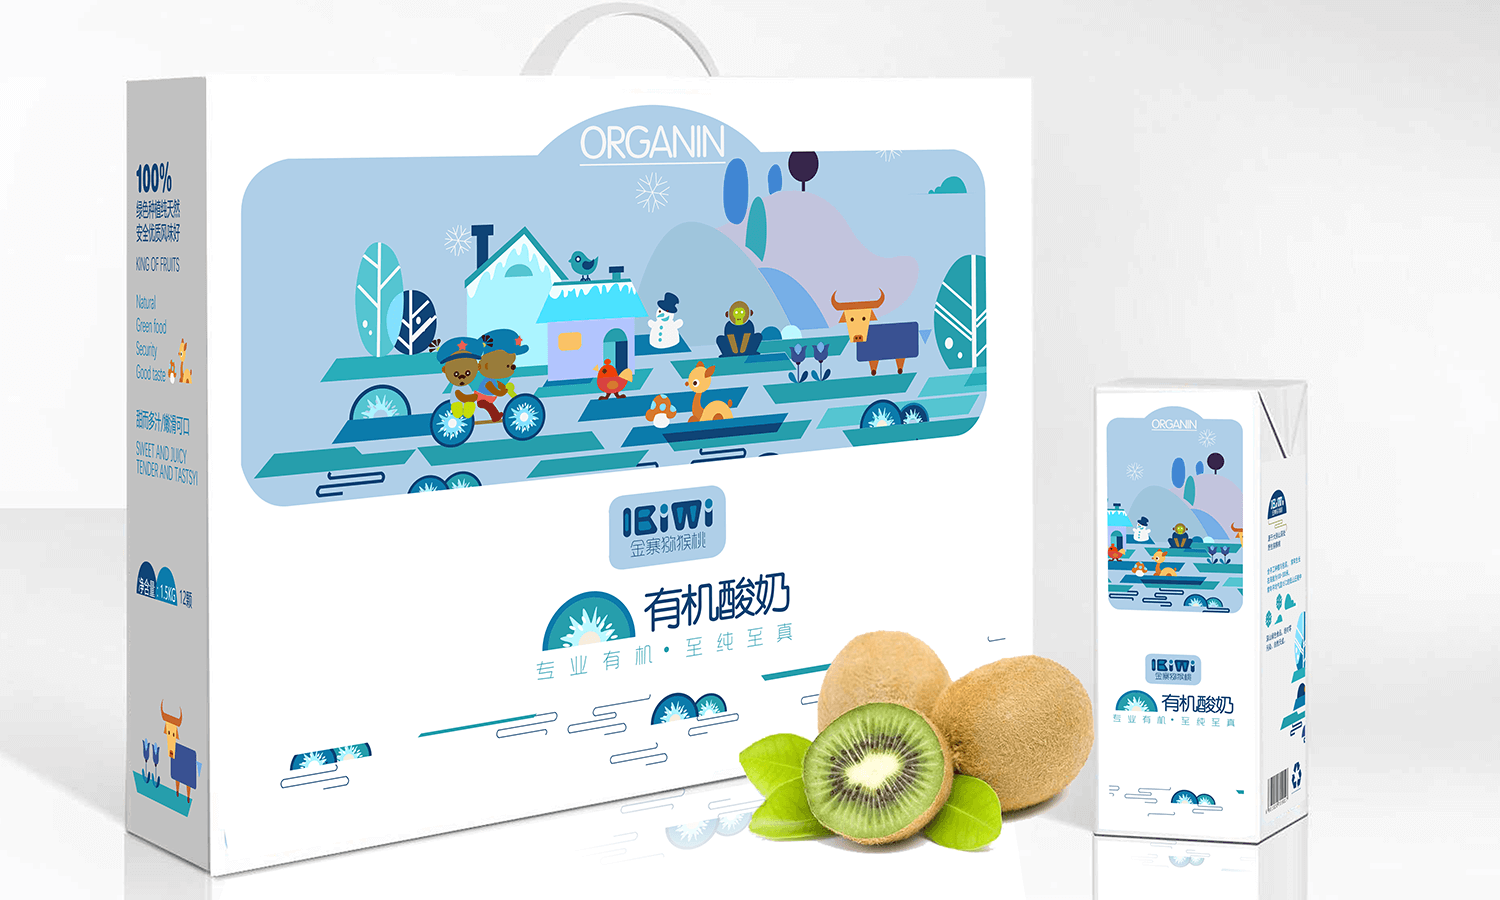 ORGANIN
100%
绿色种植纯天然
安全优质风味好
KING OF FRUITS
Natural
Green food
Security
Good taste
甜而多汁/嫩滑可口
SWEET AND JUICY
TENDER AND TASTSYI
净含量：1.5KG 12颗
KiWi
金寨猕猴桃
有机酸奶
专业有机·至纯至真
ORGANIN
KiWi
金寨猕猴桃
有机酸奶
专业有机·至纯至真